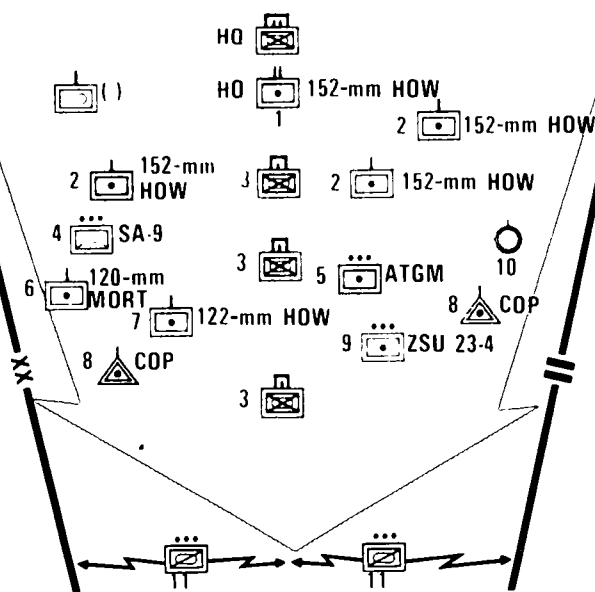 HQ
( )
HQ 152-mm HOW
1
2 152-mm HOW
2 152-mm HOW
3
2 152-mm HOW
4 SA-9
3
5 ATGM
10
6 120-mm MORT
8 COP
7 122-mm HOW
9 ZSU 23-4
8 COP
XX
3
11
11